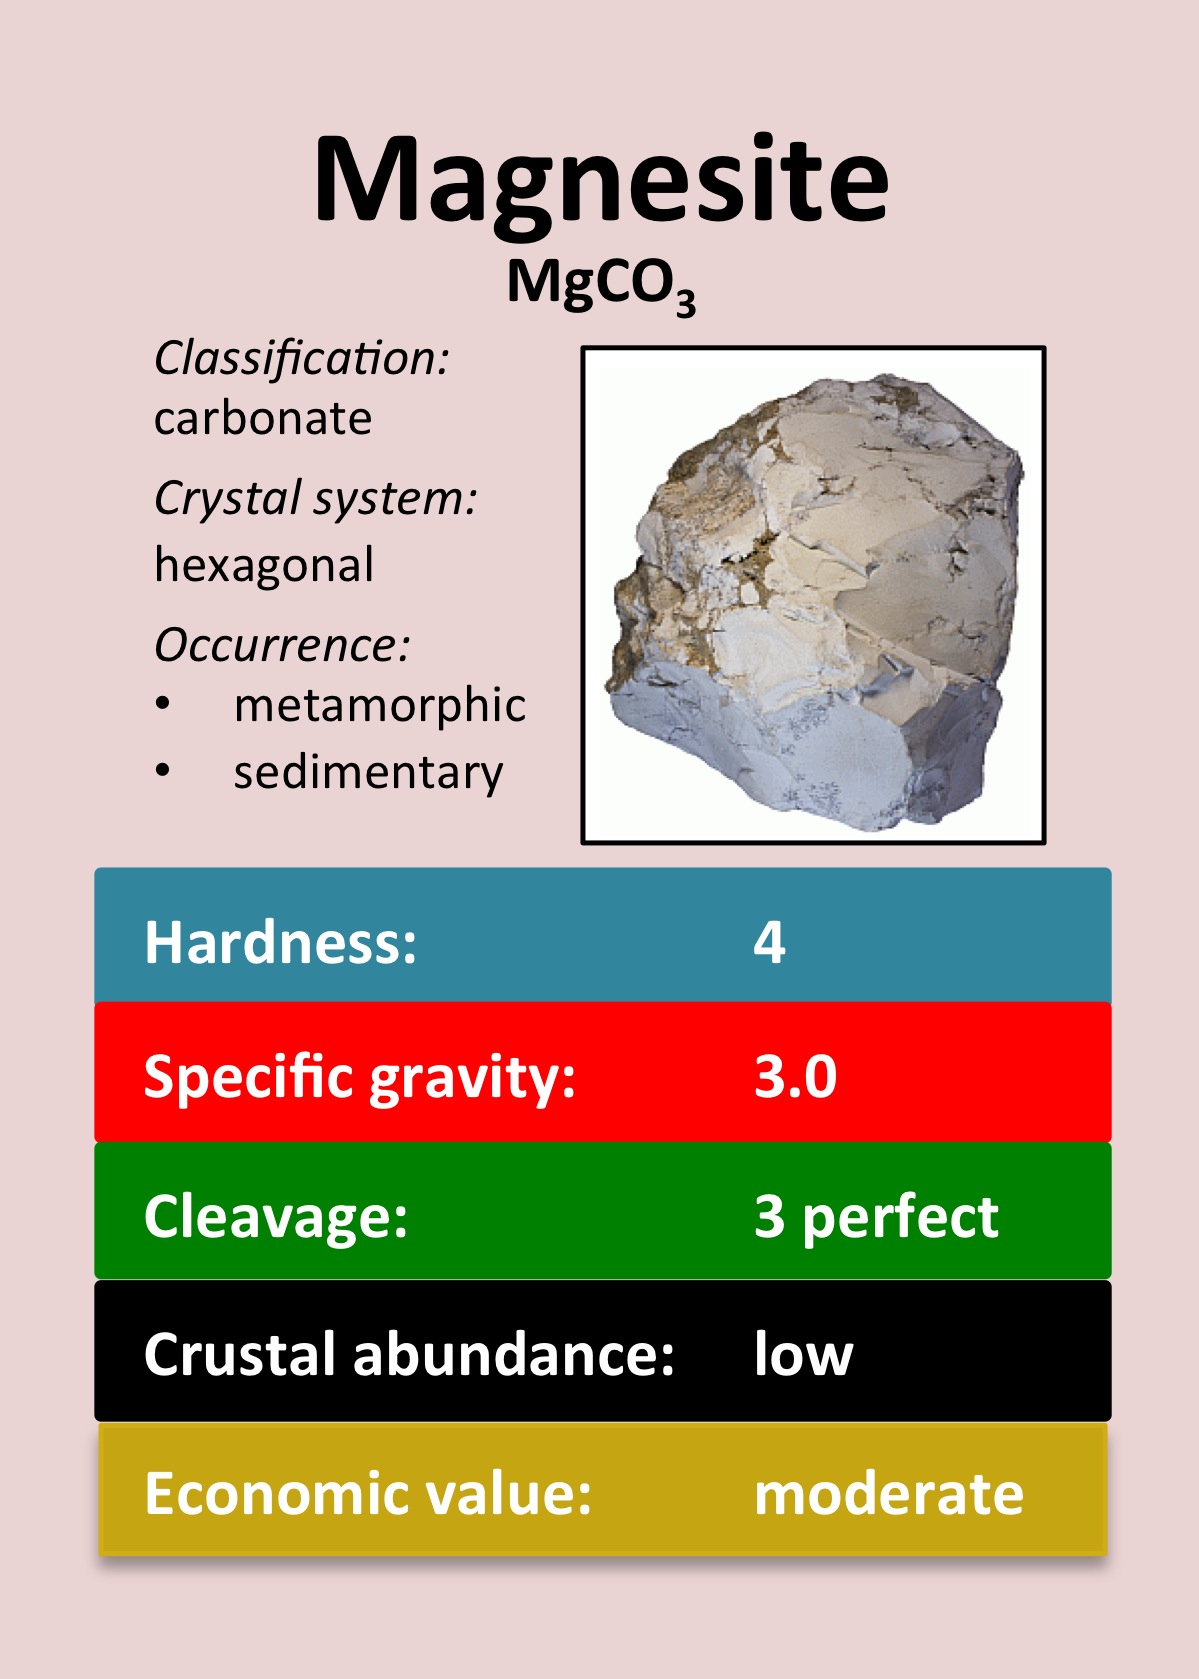 Magnesite
MgCO₃
Classification:
carbonate
Crystal system:
hexagonal
Occurrence:
• metamorphic
• sedimentary
Hardness: 4
Specific gravity: 3.0
Cleavage: 3 perfect
Crustal abundance: low
Economic value: moderate